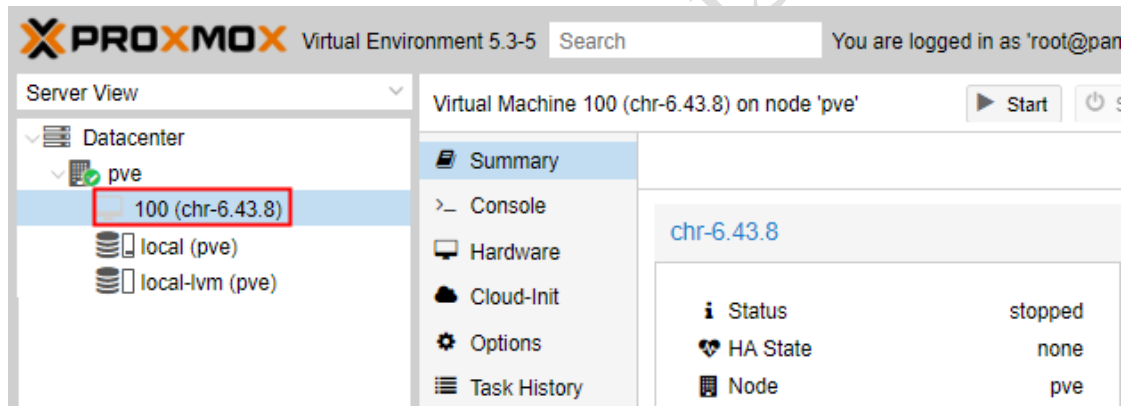 PROXMOX Virtual Environment 5.3-5 Search You are logged in as 'root@pam
Server View
Datacenter
pve
100 (chr-6.43.8)
local (pve)
local-lvm (pve)
Virtual Machine 100 (chr-6.43.8) on node 'pve' Start
Summary
Console
Hardware
Cloud-Init
Options
Task History
chr-6.43.8
Status stopped
HA State none
Node pve